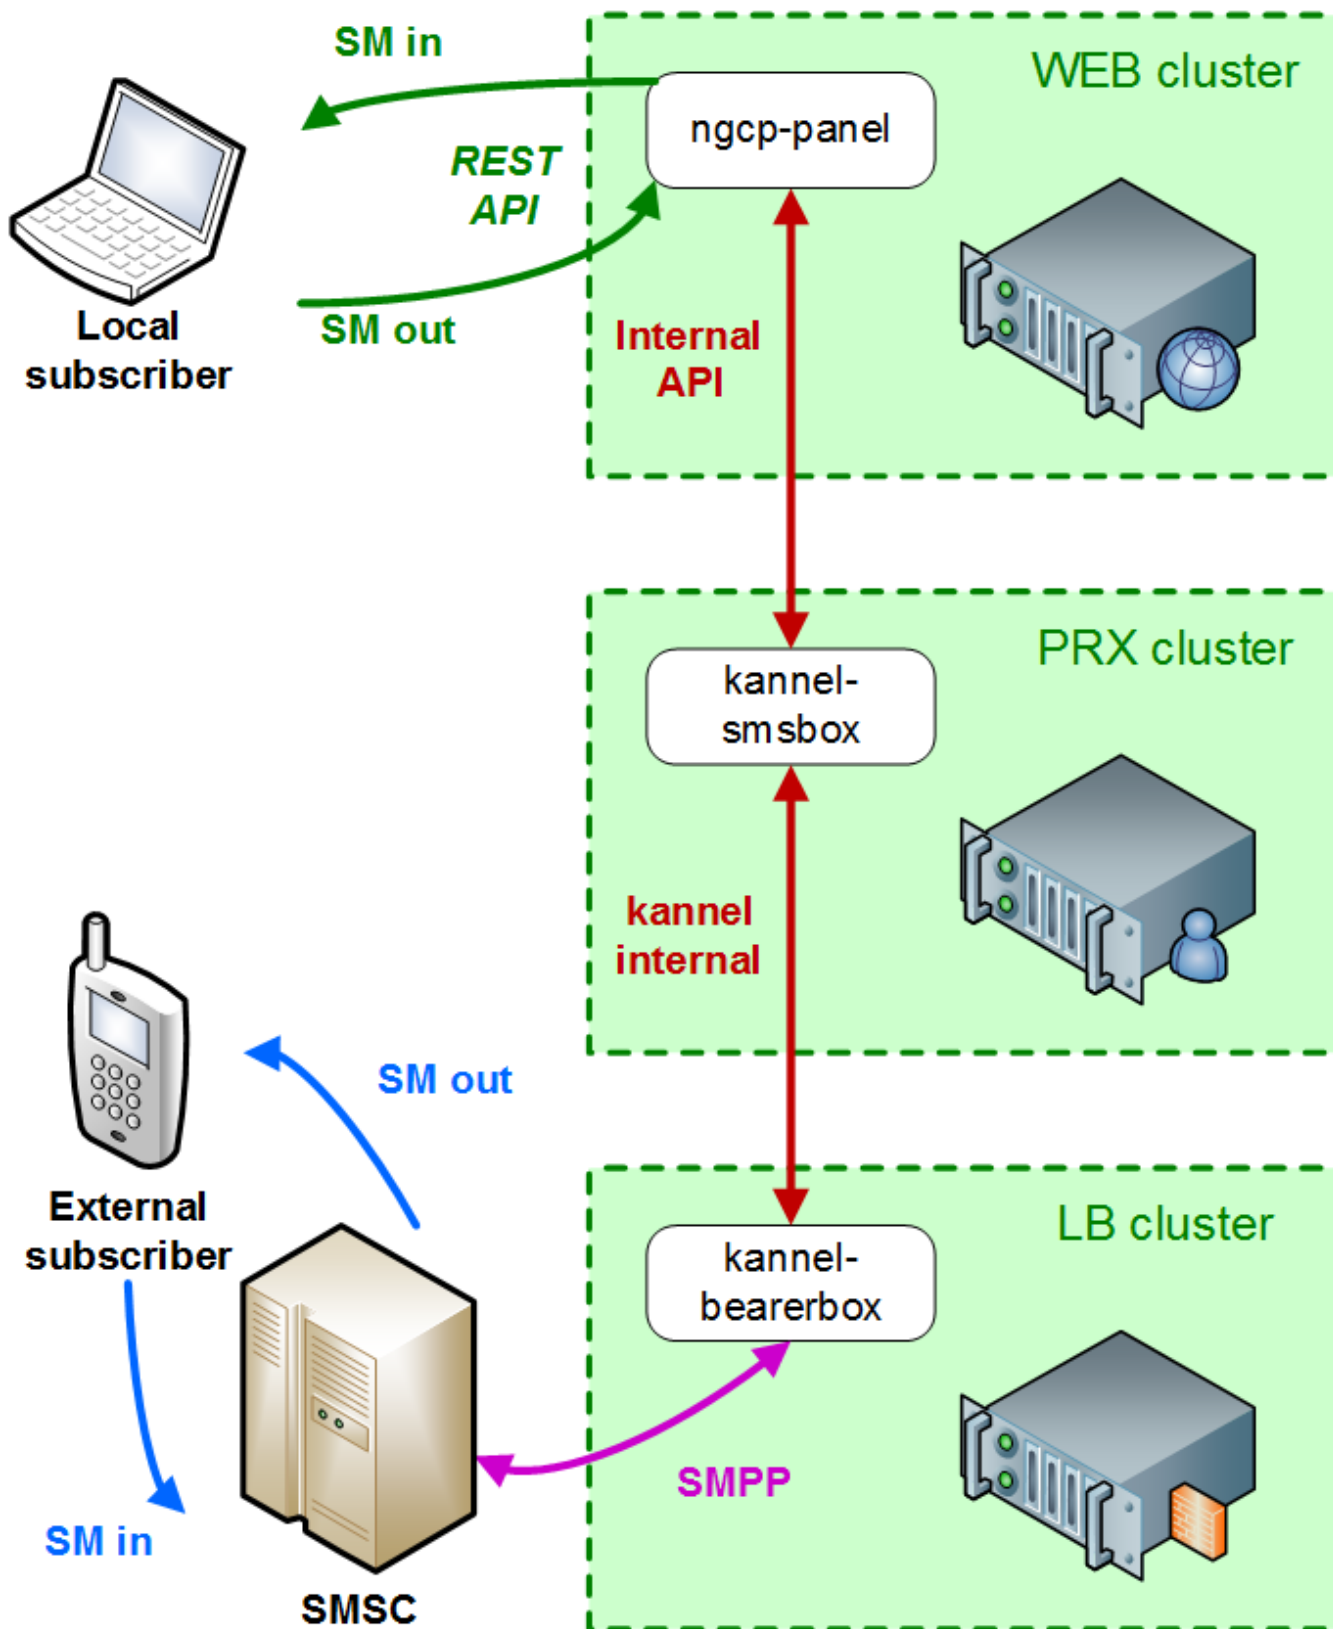 SM in
WEB cluster
ngcp-panel
REST
API
Local
subscriber
SM out
Internal
API
PRX cluster
kannel-
smsbox
kannel
internal
SM out
External
subscriber
LB cluster
kannel-
bearerbox
SMPP
SM in
SMSC